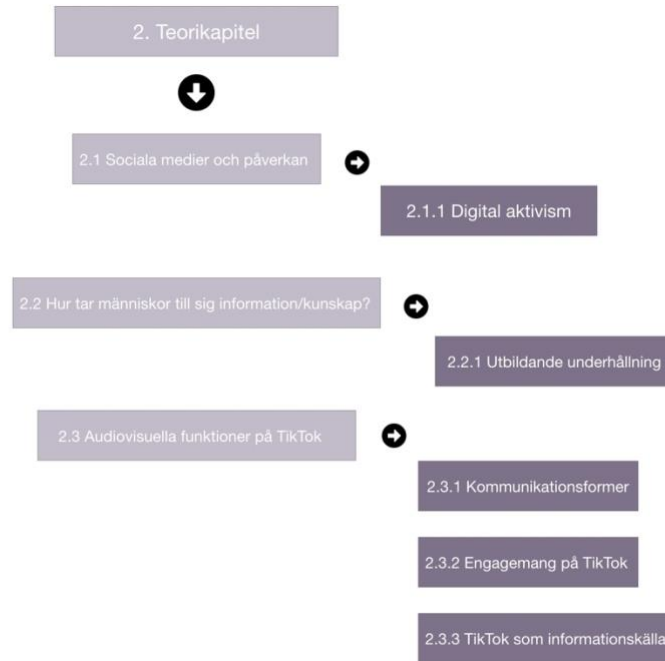 2. Teorikapitel
2.1 Sociala medier och påverkan
2.1.1 Digital aktivism
2.2 Hur tar människor till sig information/kunskap?
2.2.1 Utbildande underhållning
2.3 Audiovisuella funktioner på TikTok
2.3.1 Kommunikationsformer
2.3.2 Engagemang på TikTok
2.3.3 TikTok som informationskälla